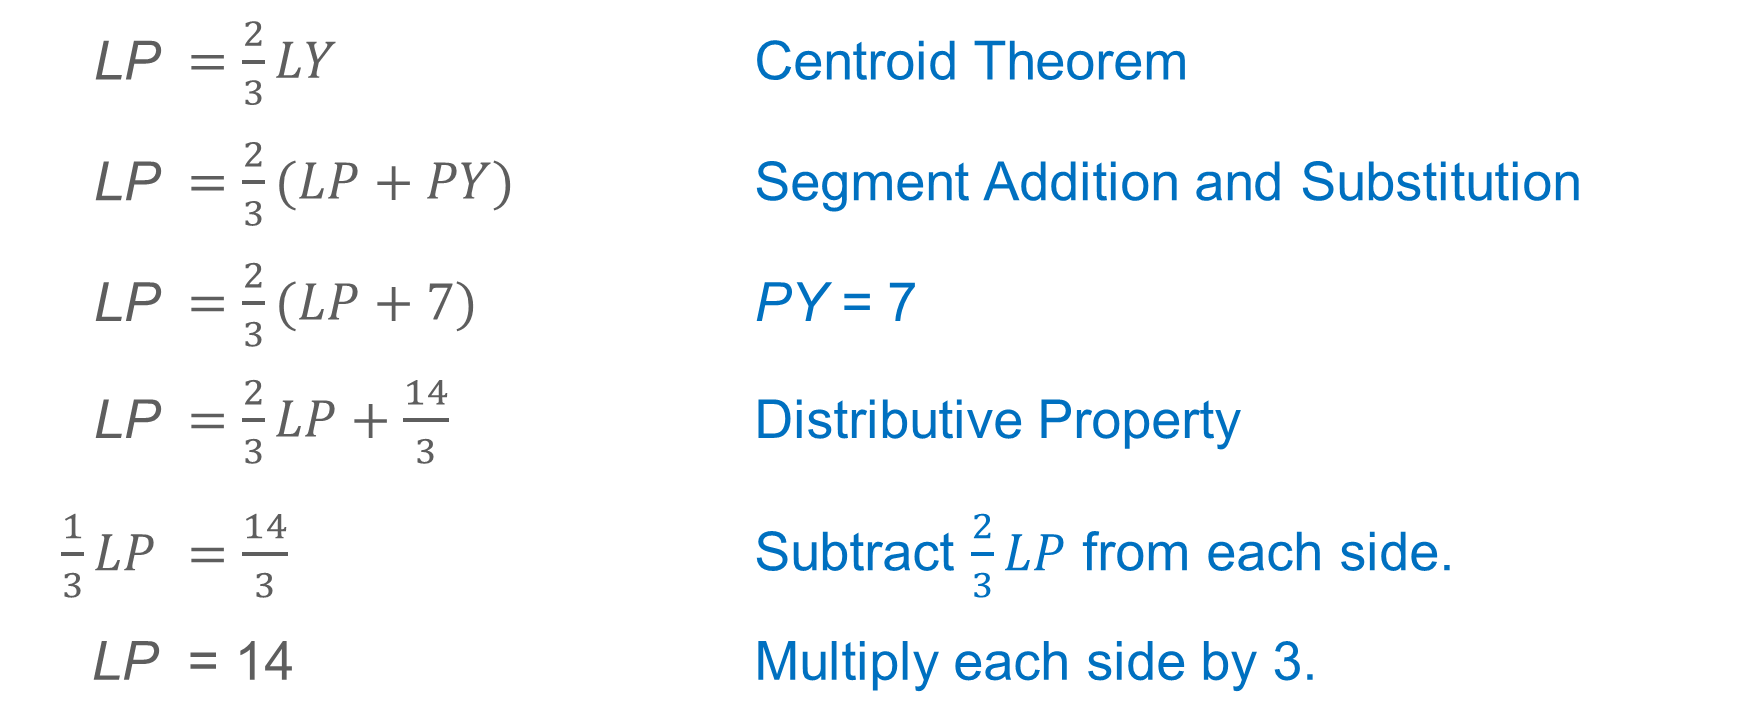 LP = 2/3 LY Centroid Theorem
LP = 2/3 (LP + PY) Segment Addition and Substitution
LP = 2/3 (LP + 7) PY = 7
LP = 2/3 LP + 14/3 Distributive Property
1/3 LP = 14/3 Subtract 2/3 LP from each side.
LP = 14 Multiply each side by 3.